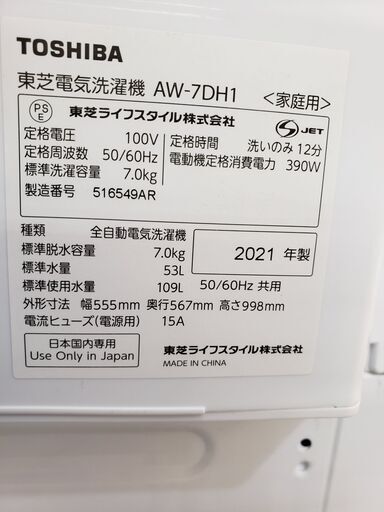 TOSHIBA
東芝電気洗濯機 AW-7DH1 <家庭用>
PS E 東芝ライフスタイル株式会社 S JET
定格電圧 100V 定格時間 洗いのみ 12分
定格周波数 50/60Hz 電動機定格消費電力 390W
標準洗濯容量 7.0kg
製造番号 516549AR
種類 全自動電気洗濯機
標準脱水容量 7.0kg 2021 年製
標準水量 53L
標準使用水量 109L 50/60Hz 共用
外形寸法 幅555mm 奥行567mm 高さ998mm
電流ヒューズ(電源用) 15A
日本国内専用 東芝ライフスタイル株式会社
Use Only in Japan MADE IN CHINA